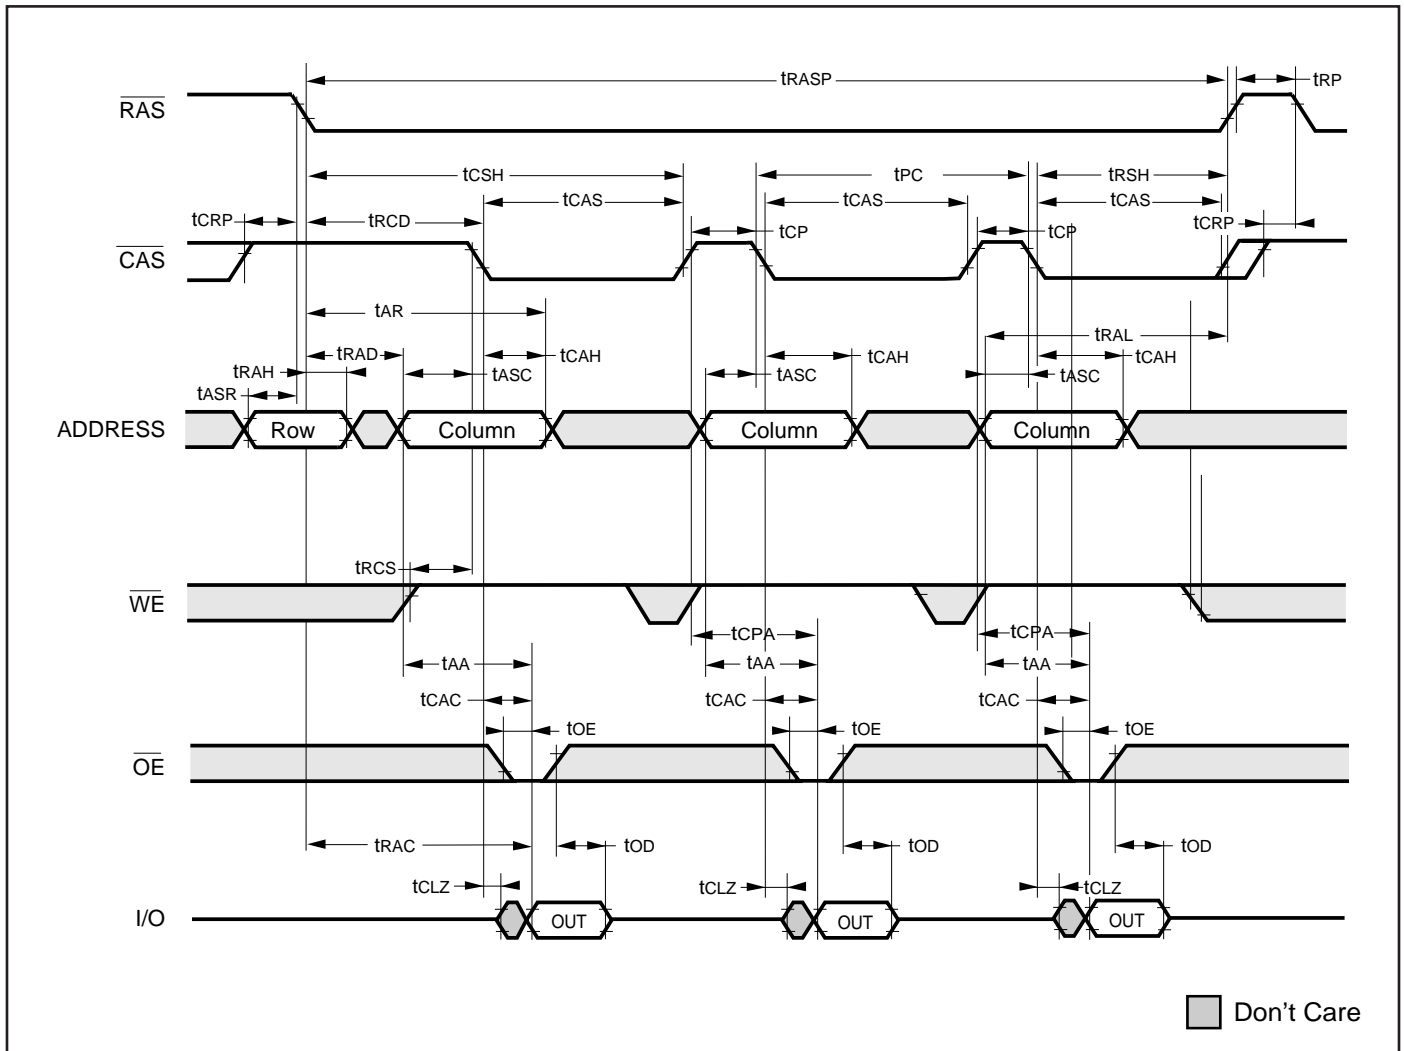 tRASP
tRP
RAS
tCSH
tPC
tRSH
tCAS
tCAS
tCAS
tCRP
tRCD
tCRP
tCP
tCP
CAS
tAR
tRAL
tRAD
tCAH
tCAH
tCAH
tRAH
tASC
tASC
tASC
tASR
ADDRESS
Row
Column
Column
Column
tRCS
WE
tCPA
tCPA
tAA
tAA
tAA
tCAC
tCAC
tCAC
tOE
tOE
tOE
OE
tRAC
tOD
tOD
tOD
tCLZ
tCLZ
tCLZ
I/O
OUT
OUT
OUT
Don't Care